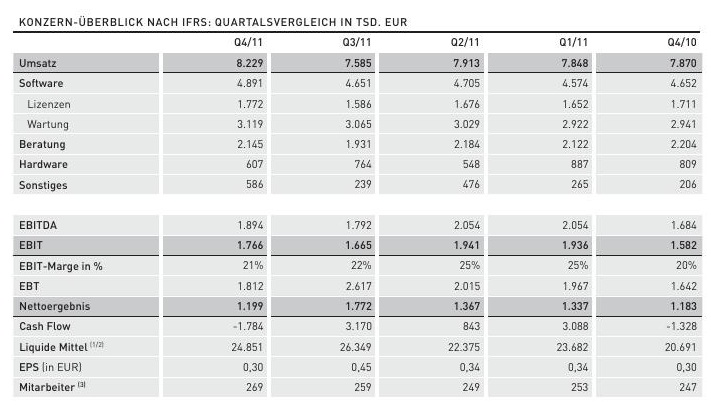 KONZERN-ÜBERBLICK NACH IFRS: QUARTALSVERGLEICH IN TSD. EUR
Q4/11 Q3/11 Q2/11 Q1/11 Q4/10
Umsatz 8.229 7.585 7.913 7.848 7.870
Software 4.891 4.651 4.705 4.574 4.652
Lizenzen 1.772 1.586 1.676 1.652 1.711
Wartung 3.119 3.065 3.029 2.922 2.941
Beratung 2.145 1.931 2.184 2.122 2.204
Hardware 607 764 548 887 809
Sonstiges 586 239 476 265 206
EBITDA 1.894 1.792 2.054 2.054 1.684
EBIT 1.766 1.665 1.941 1.936 1.582
EBIT-Marge in % 21% 22% 25% 25% 20%
EBT 1.812 2.617 2.015 1.967 1.642
Nettoergebnis 1.199 1.772 1.367 1.337 1.183
Cash Flow -1.784 3.170 843 3.088 -1.328
Liquide Mittel (1/2) 24.851 26.349 22.375 23.682 20.691
EPS (in EUR) 0,30 0,45 0,34 0,34 0,30
Mitarbeiter (3) 269 259 249 253 247